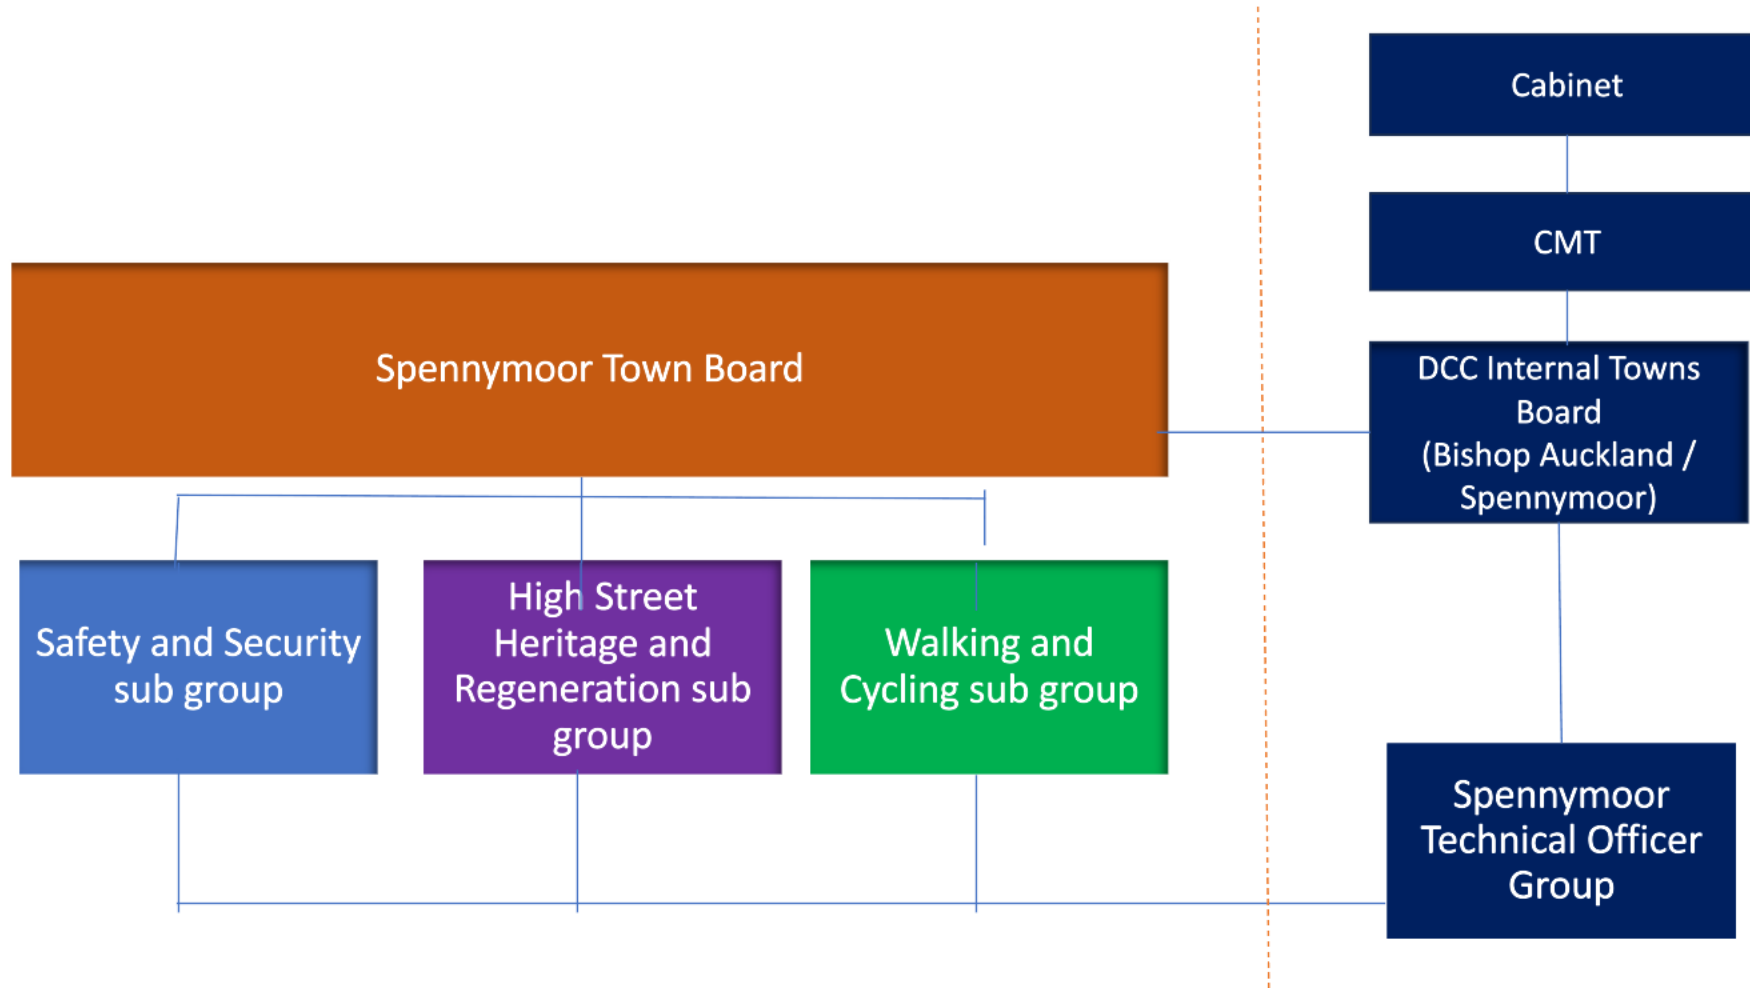 Cabinet
CMT
DCC Internal Towns
Board
(Bishop Auckland /
Spennymoor)
Spennymoor Town Board
Safety and Security
sub group
High Street
Heritage and
Regeneration sub
group
Walking and
Cycling sub group
Spennymoor
Technical Officer
Group